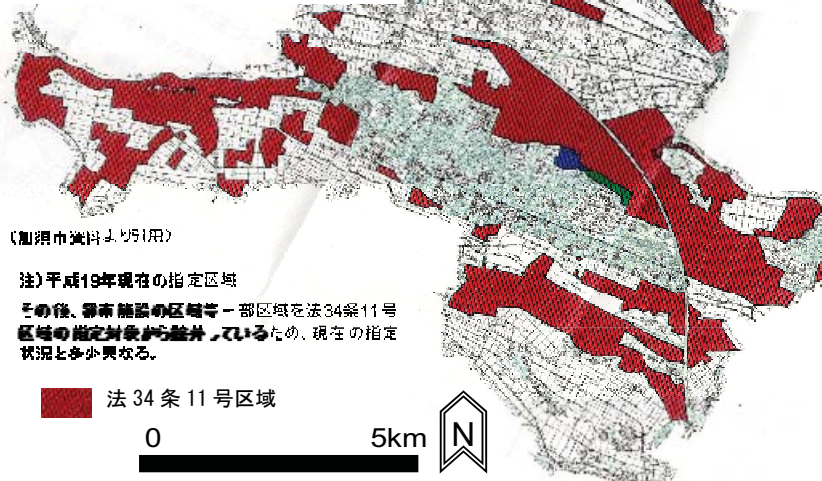 (加須市資料より引用)
注)平成19年現在の指定区域
その後、都市施設の区域等一部区域を法34条11号
区域の指定対象から除外しているため、現在の指定
状況と多少異なる。
法 34 条 11 号区域
0 5km
N